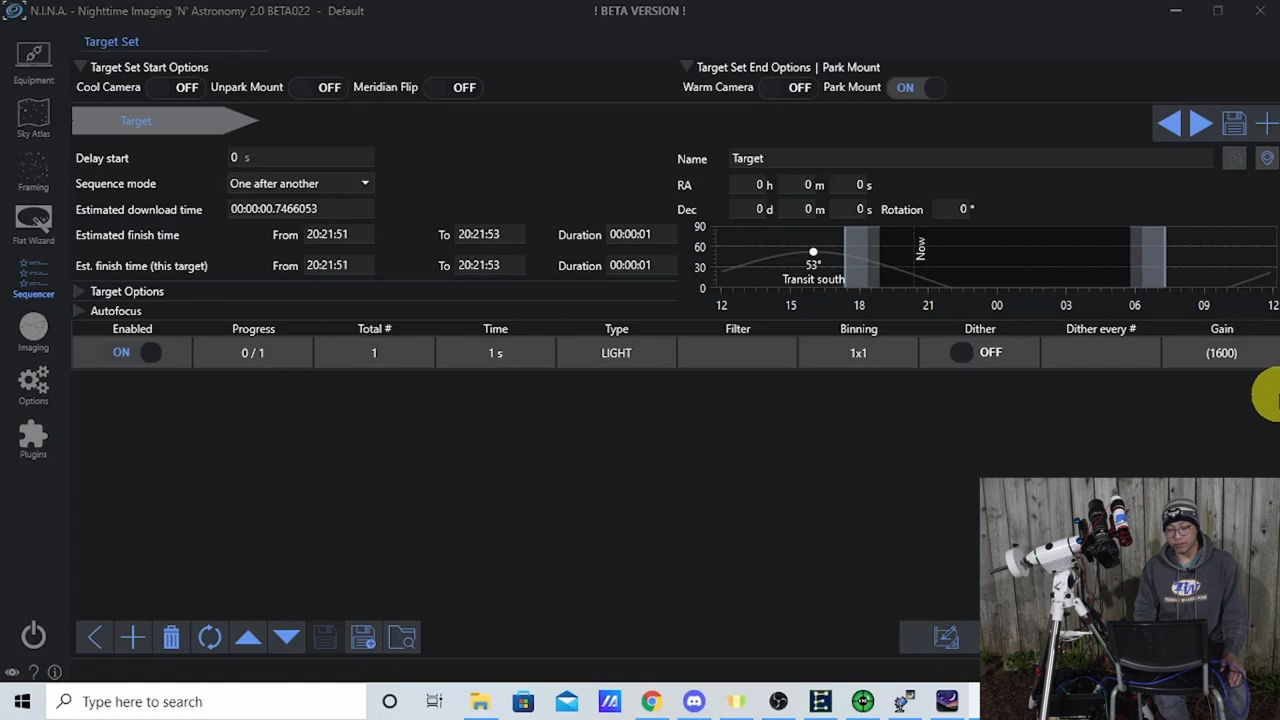 N.I.N.A. - Nighttime Imaging 'N' Astronomy 2.0 BETA022 - Default
! BETA VERSION !
Target Set
Equipment
Sky Atlas
Framing
Flat Wizard
Sequencer
Imaging
Options
Plugins
Target Set Start Options
Target Set End Options | Park Mount
Cool Camera OFF Unpark Mount OFF Meridian Flip OFF
Warm Camera OFF Park Mount ON
Target
Delay start 0 s
Name Target
Sequence mode One after another
RA 0 h 0 m 0 s
Estimated download time 00:00:00.7466053
Dec 0 d 0 m 0 s Rotation 0 °
Estimated finish time From 20:21:51 To 20:21:53 Duration 00:00:01
Est. finish time (this target) From 20:21:51 To 20:21:53 Duration 00:00:01
90
60
30
0
53°
Transit south
Now
12 15 18 21 00 03 06 09 12
Target Options
Autofocus
Enabled Progress Total # Time Type Filter Binning Dither Dither every # Gain
ON 0 / 1 1 1 s LIGHT 1x1 OFF (1600)
Type here to search